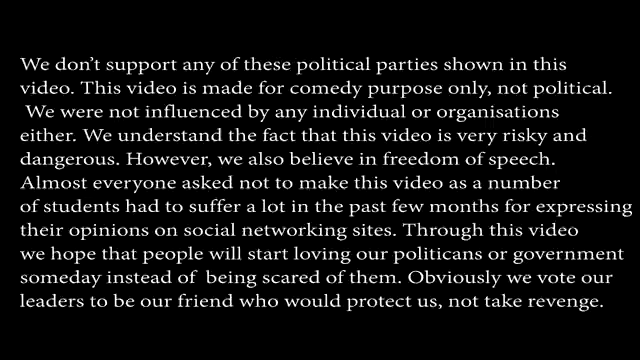 We don't support any of these political parties shown in this
video. This video is made for comedy purpose only, not political.
We were not influenced by any individual or organisations
either. We understand the fact that this video is very risky and
dangerous. However, we also believe in freedom of speech.
Almost everyone asked not to make this video as a number
of students had to suffer a lot in the past few months for expressing
their opinions on social networking sites. Through this video
we hope that people will start loving our politicans or government
someday instead of being scared of them. Obviously we vote our
leaders to be our friend who would protect us, not take revenge.